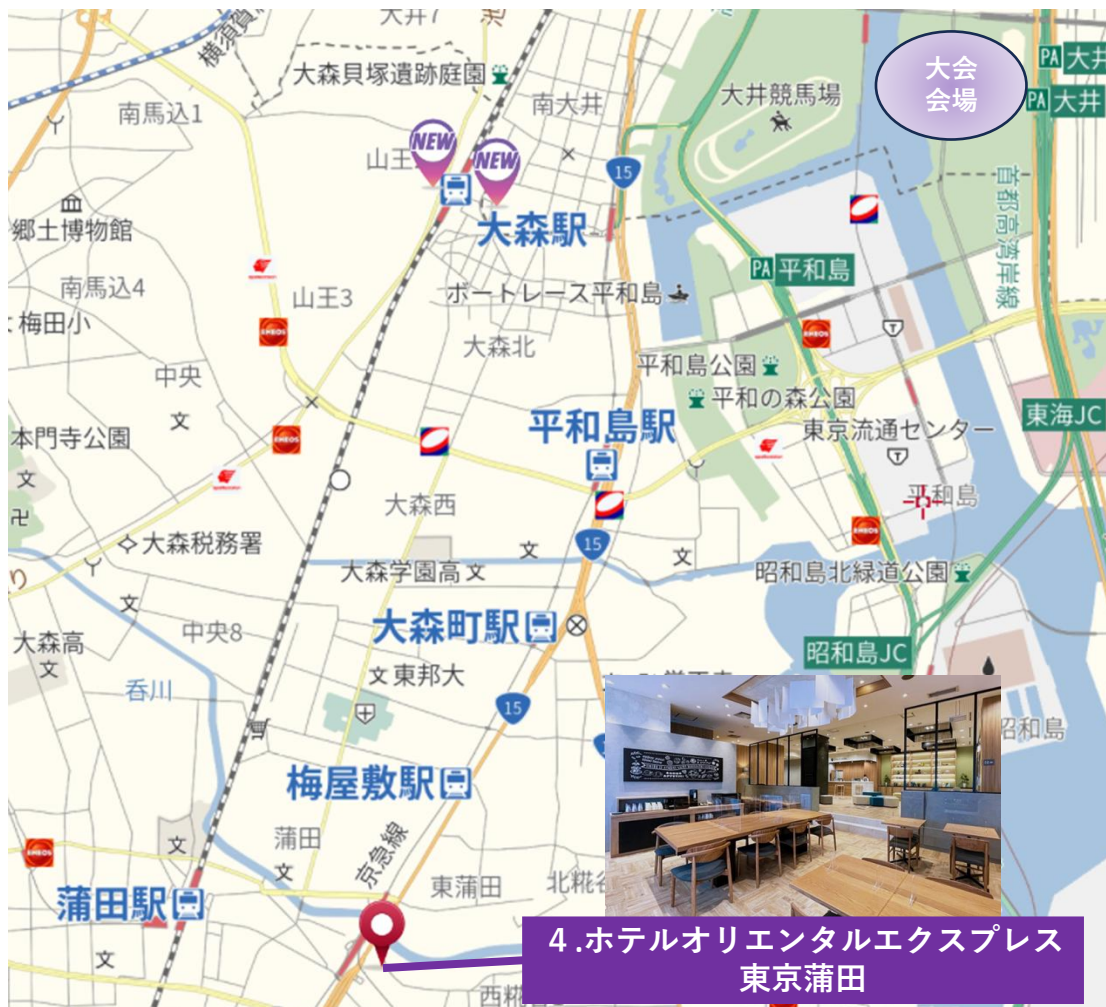 大井7
横須賀
大森貝塚遺跡庭園
南大井
大井競馬場
大会
会場
PA 大井
PA 大井
南馬込1
NEW
NEW
山王
15
大森駅
郷土博物館
首都高湾岸線
PA 平和島
南馬込4
山王3
ボートレース平和島
梅田小
ENEOS
ENEOS
大森北
中央
平和島公園
平和の森公園
文
本門寺公園
平和島駅
東京流通センター
東海JC
ENEOS
文
大森西
平和島
ENEOS
大森税務署
15
文
文
大森学園高 文
昭和島北緑道公園
文
中央8
大森町駅
大森高
文
昭和島JC
文 東邦大
呑川
15
昭和島
梅屋敷駅
文
蒲田
京急線
ENEOS
文
東蒲田
北糀谷
蒲田駅
文
4.ホテルオリエンタルエクスプレス
東京蒲田
西糀谷